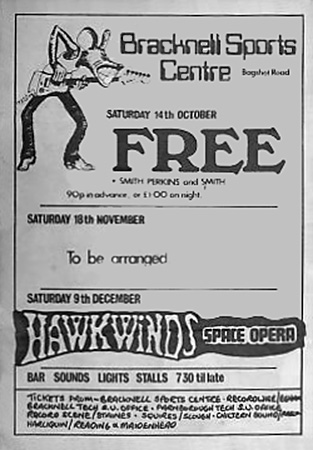 Bracknell Sports
Centre Bagshot Road
SATURDAY 14th OCTOBER
FREE
+ SMITH PERKINS and SMITH
90p in advance, or £1·00 on night.
SATURDAY 18th NOVEMBER
To be arranged
SATURDAY 9th DECEMBER
HAWKWINDS SPACE OPERA
BAR SOUNDS LIGHTS STALLS 7 30 til late
TICKETS FROM - BRACKNELL SPORTS CENTRE - RECORDWISE/
BRACKNELL TECH S.U. OFFICE - FARNBOROUGH TECH S.U. OFFICE
RECORD SCENE/STAINES - SQUIRES/SLOUGH -
HARLIQUIN/READING & MAIDENHEAD